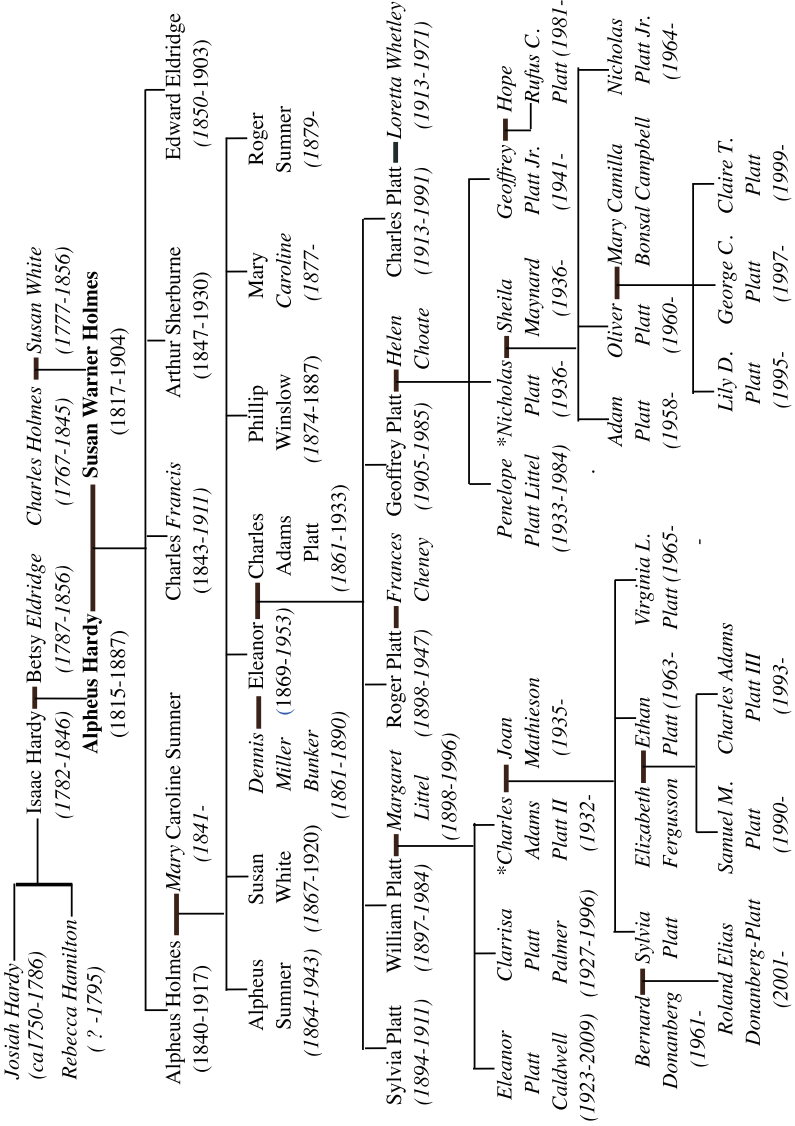 Josiah Hardy
(ca1750-1786)
Rebecca Hamilton
( ? -1795)
Isaac Hardy
(1782-1846)
Betsy Eldridge
(1787-1856)
Charles Holmes
(1767-1845)
Susan White
(1777-1856)
Alpheus Hardy
(1815-1887)
Susan Warner Holmes
(1817-1904)
Alpheus Holmes
(1840-1917)
Mary Caroline Sumner
(1841-
Charles Francis
(1843-1911)
Arthur Sherburne
(1847-1930)
Edward Eldridge
(1850-1903)
Alpheus
Sumner
(1864-1943)
Susan
White
(1867-1920)
Dennis
Miller
Bunker
(1861-1890)
Eleanor
(1869-1953)
Charles
Adams
Platt
(1861-1933)
Phillip
Winslow
(1874-1887)
Mary
Caroline
(1877-
Roger
Sumner
(1879-
Sylvia Platt
(1894-1911)
William Platt
(1897-1984)
Margaret
Littel
(1898-1996)
Roger Platt
(1898-1947)
Frances
Cheney
Geoffrey Platt
(1905-1985)
Helen
Choate
Charles Platt
(1913-1991)
Loretta Whetley
(1913-1971)
Eleanor
Platt
Caldwell
(1923-2009)
Clarrisa
Platt
Palmer
(1927-1996)
*Charles
Adams
Platt II
(1932-
Joan
Mathieson
(1935-
Penelope
Platt Littel
(1933-1984)
*Nicholas
Platt
(1936-
Sheila
Maynard
(1936-
Geoffrey
Platt Jr.
(1941-
Hope
Rufus C.
Platt (1981-
Bernard
Donanberg
(1961-
Sylvia
Platt
Elizabeth
Fergusson
Ethan
Platt (1963-
Virginia L.
Platt (1965-
-
Adam
Platt
(1958-
Oliver
Platt
(1960-
Mary Camilla
Bonsal Campbell
Nicholas
Platt Jr.
(1964-
Roland Elias
Donanberg-Platt
(2001-
Samuel M.
Platt
(1990-
Charles Adams
Platt III
(1993-
Lily D.
Platt
(1995-
George C.
Platt
(1997-
Claire T.
Platt
(1999-